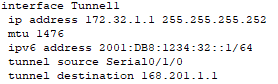 interface Tunnel1
ip address 172.32.1.1 255.255.255.252
mtu 1476
ipv6 address 2001:DB8:1234:32::1/64
tunnel source Serial0/1/0
tunnel destination 168.201.1.1